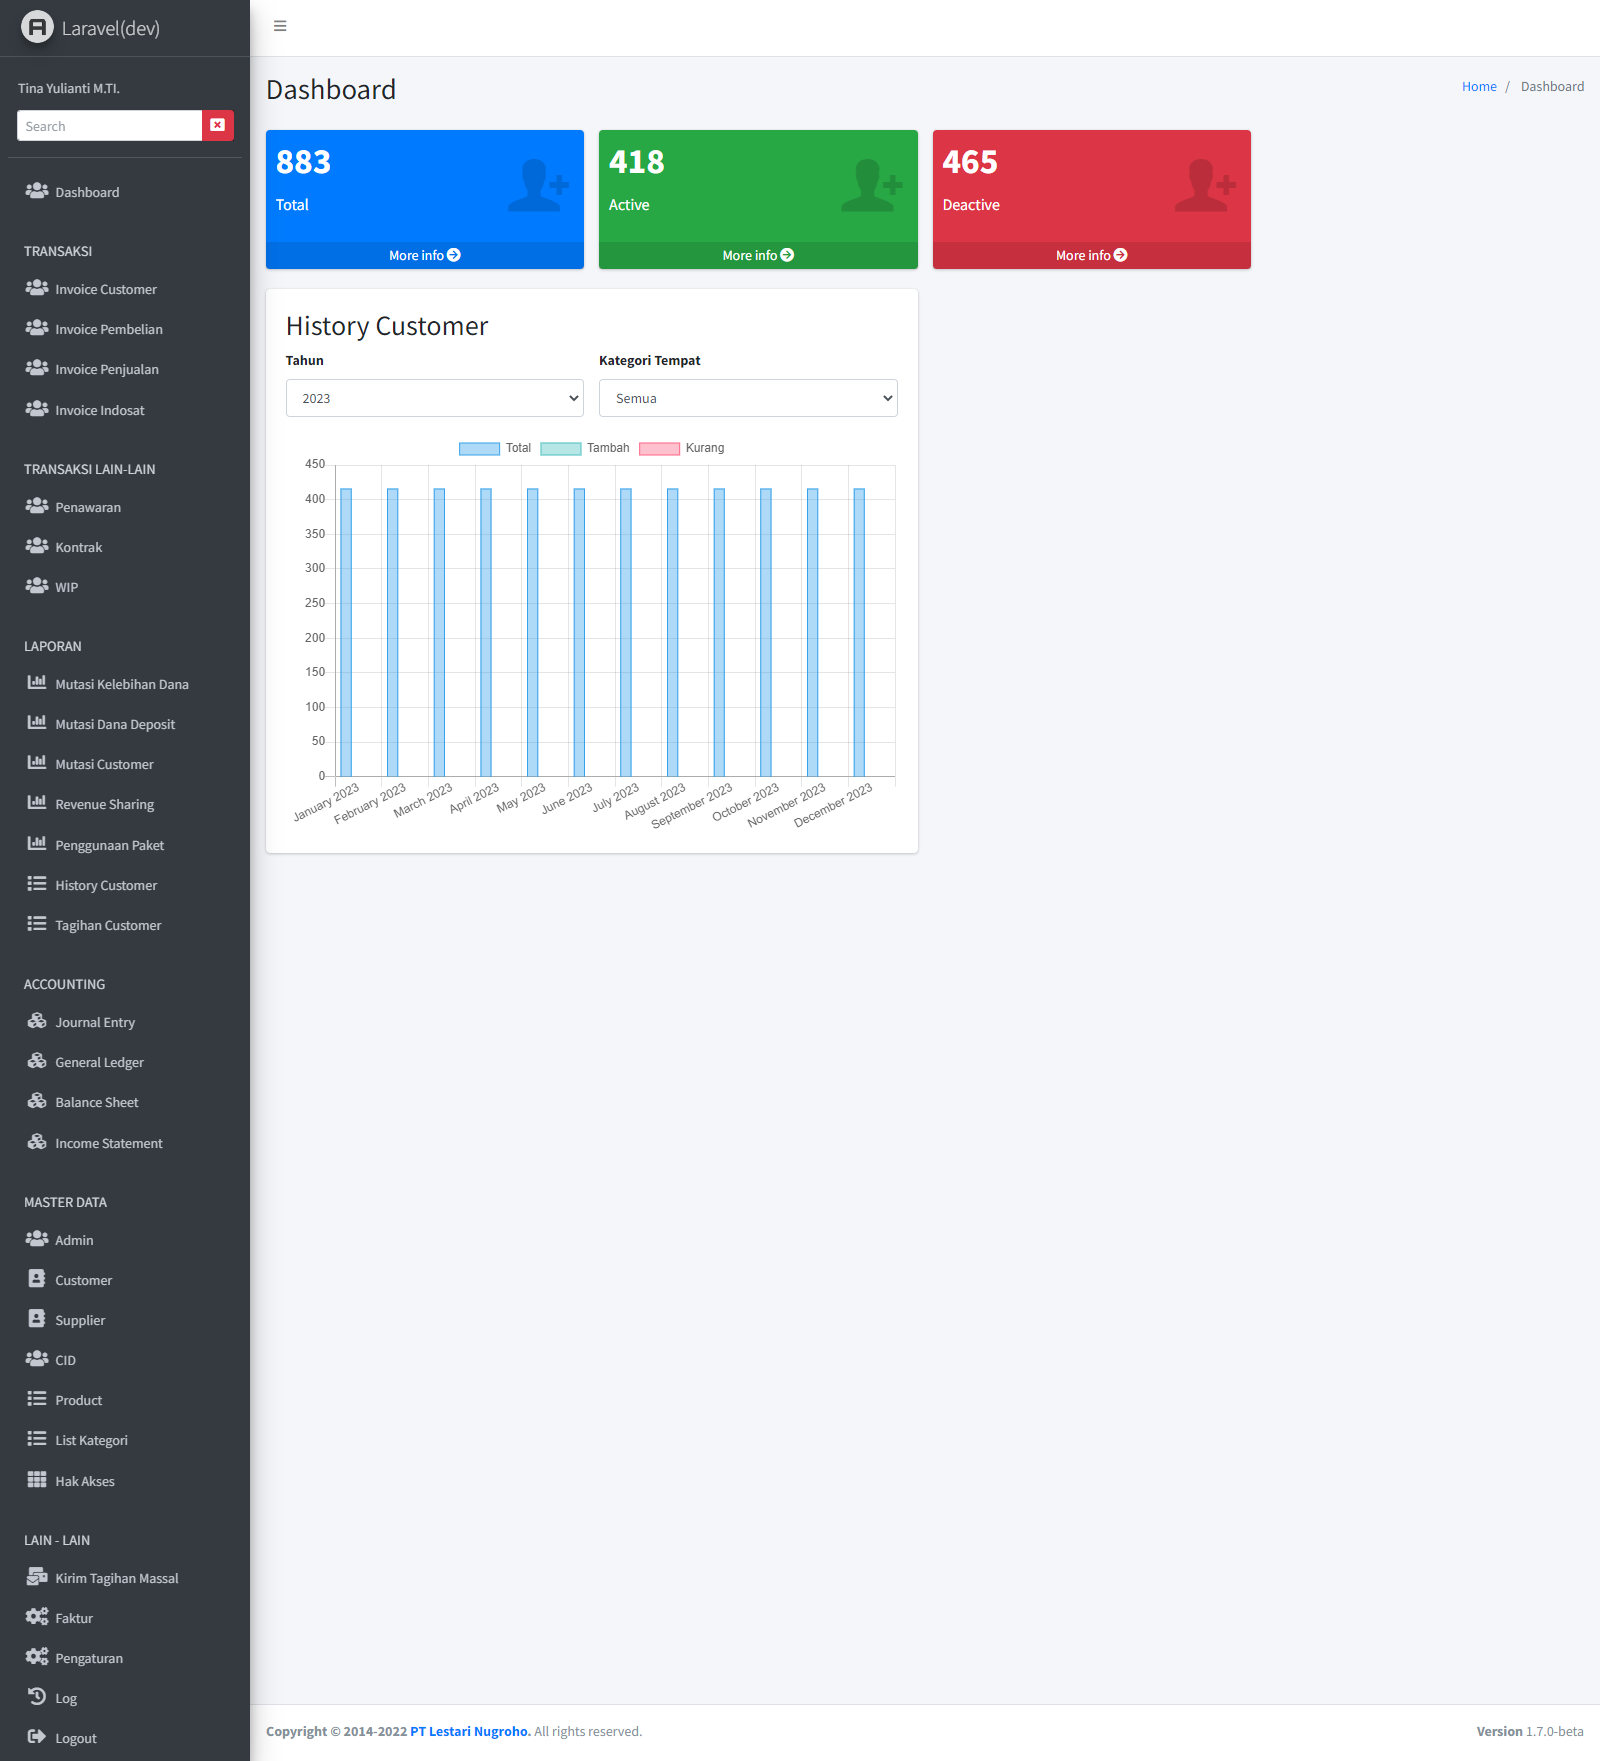 Laravel(dev)
Tina Yulianti M.TI.
Search
Dashboard
TRANSAKSI
Invoice Customer
Invoice Pembelian
Invoice Penjualan
Invoice Indosat
TRANSAKSI LAIN-LAIN
Penawaran
Kontrak
WIP
LAPORAN
Mutasi Kelebihan Dana
Mutasi Dana Deposit
Mutasi Customer
Revenue Sharing
Penggunaan Paket
History Customer
Tagihan Customer
ACCOUNTING
Journal Entry
General Ledger
Balance Sheet
Income Statement
MASTER DATA
Admin
Customer
Supplier
CID
Product
List Kategori
Hak Akses
LAIN - LAIN
Kirim Tagihan Massal
Faktur
Pengaturan
Log
Logout
Dashboard
Home / Dashboard
883
Total
More info
418
Active
More info
465
Deactive
More info
History Customer
Tahun
2023
Kategori Tempat
Semua
Total Tambah Kurang
450
400
350
300
250
200
150
100
50
0
January 2023
February 2023
March 2023
April 2023
May 2023
June 2023
July 2023
August 2023
September 2023
October 2023
November 2023
December 2023
Copyright © 2014-2022 PT Lestari Nugroho. All rights reserved.
Version 1.7.0-beta